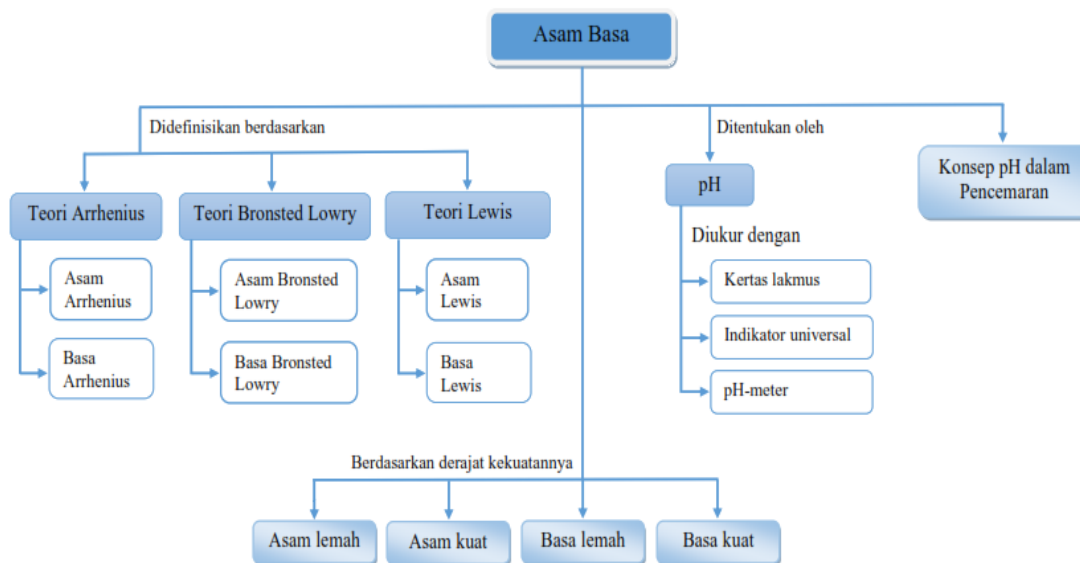 Asam Basa
Didefinisikan berdasarkan
Ditentukan oleh
Konsep pH dalam
Pencemaran
Teori Arrhenius
Teori Bronsted Lowry
Teori Lewis
pH
Asam
Arrhenius
Basa
Arrhenius
Asam Bronsted
Lowry
Basa Bronsted
Lowry
Asam
Lewis
Basa
Lewis
Diukur dengan
Kertas lakmus
Indikator universal
pH-meter
Berdasarkan derajat kekuatannya
Asam lemah
Asam kuat
Basa lemah
Basa kuat